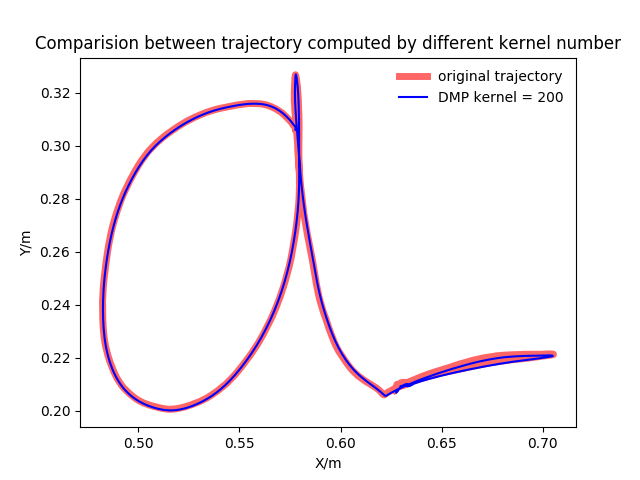 Comparision between trajectory computed by different kernel number
original trajectory
DMP kernel = 200
0.32
0.30
0.28
0.26
0.24
0.22
0.20
Y/m
0.50 0.55 0.60 0.65 0.70
X/m